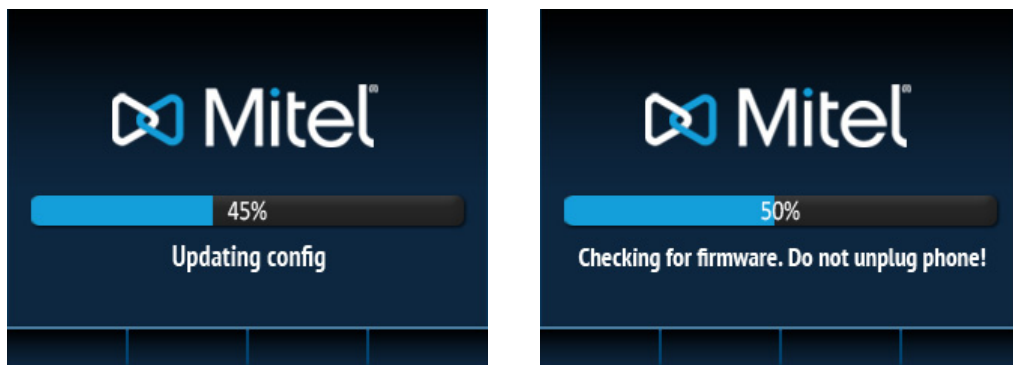 Mitel®
45%
Updating config
Mitel®
50%
Checking for firmware. Do not unplug phone!